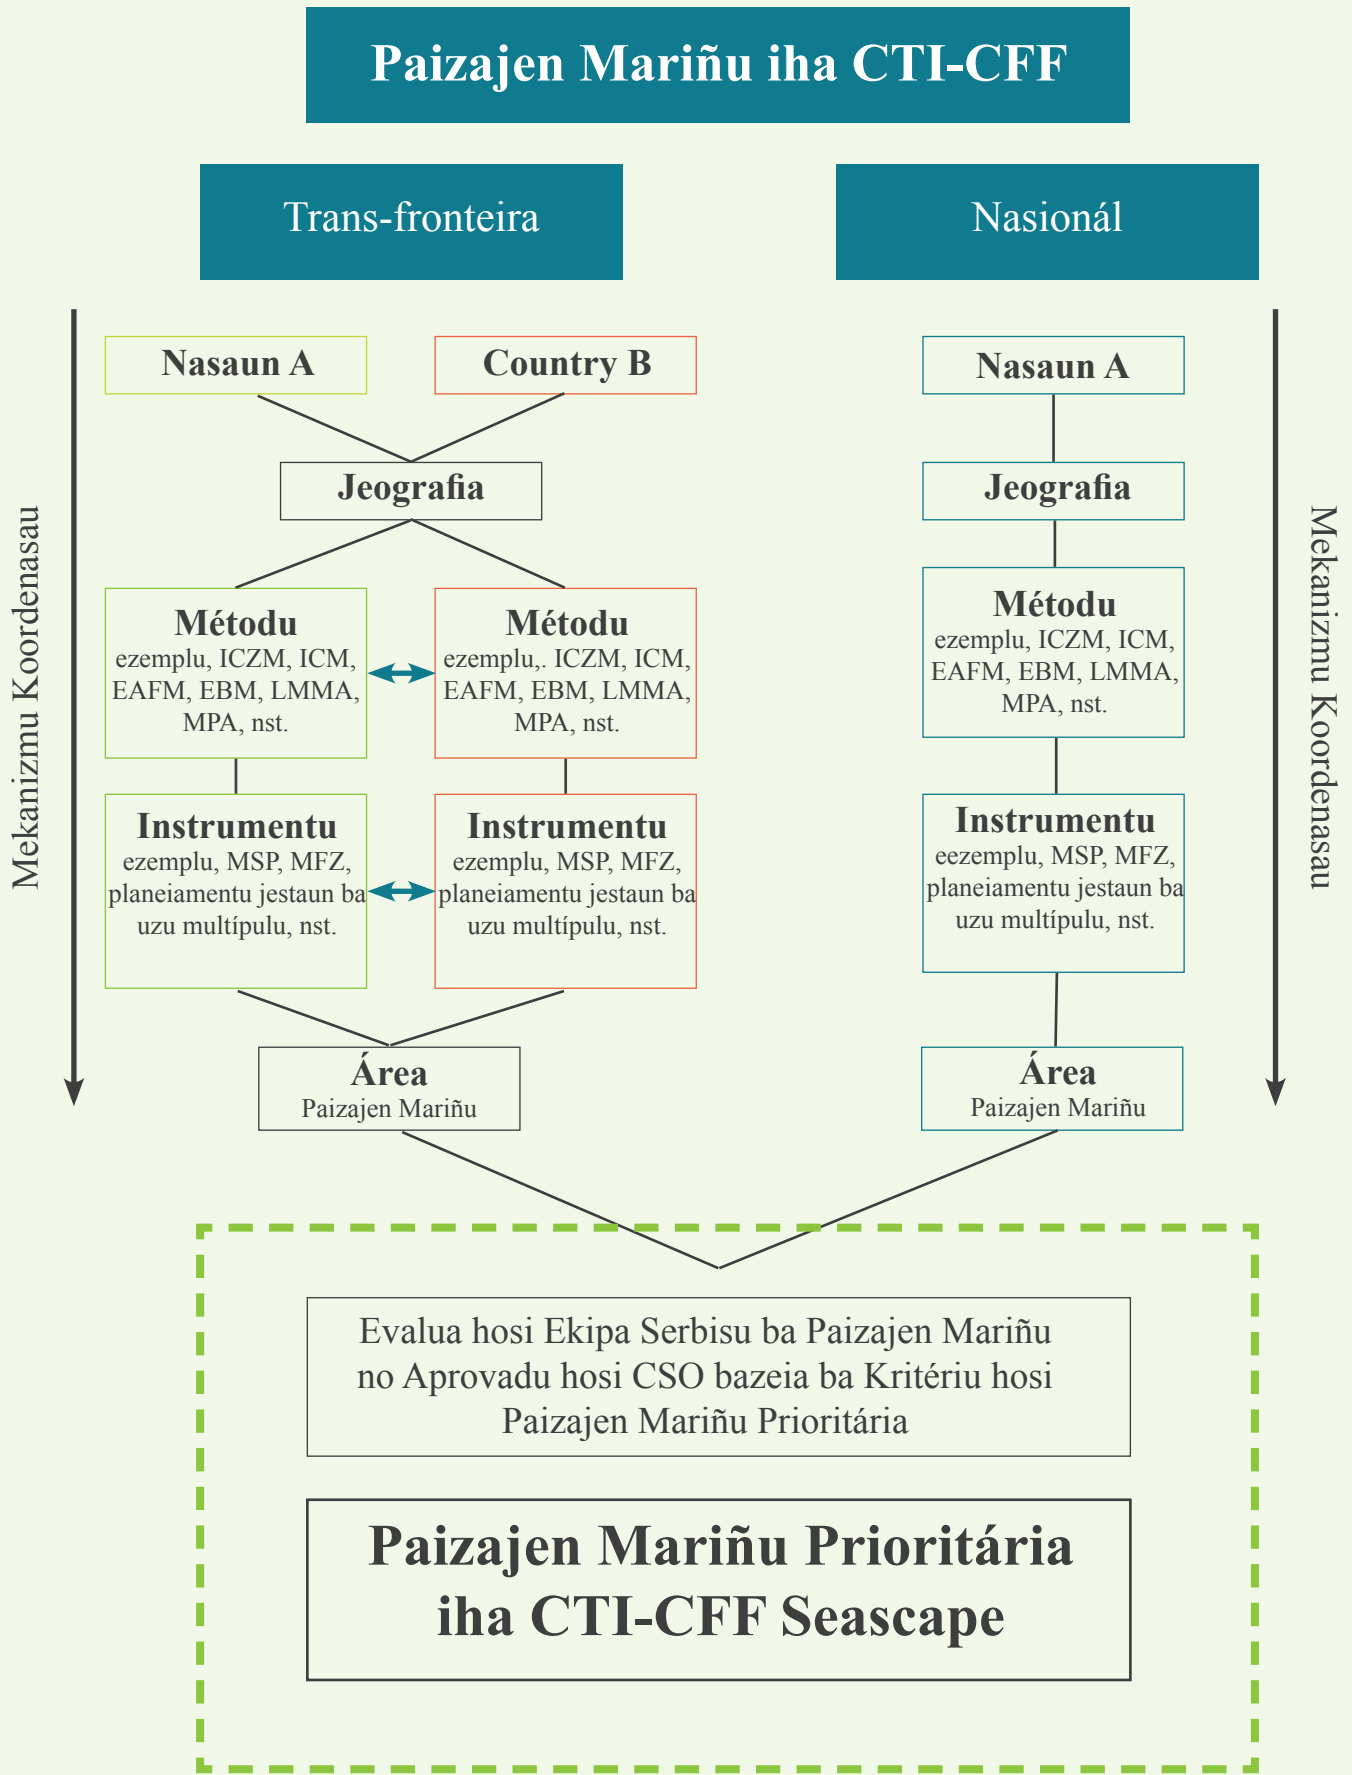 Paizajen Mariñu iha CTI-CFF
Trans-fronteira
Nasionál
Mekanizmu Koordenasau
Nasaun A
Country B
Jeografia
Métodu
ezemplu, ICZM, ICM,
EAFM, EBM, LMMA,
MPA, nst.
Métodu
ezemplu,. ICZM, ICM,
EAFM, EBM, LMMA,
MPA, nst.
Instrumentu
ezemplu, MSP, MFZ,
planeiamentu jestaun ba
uzu multípulu, nst.
Instrumentu
ezemplu, MSP, MFZ,
planeiamentu jestaun ba
uzu multípulu, nst.
Área
Paizajen Mariñu
Nasaun A
Jeografia
Métodu
ezemplu, ICZM, ICM,
EAFM, EBM, LMMA,
MPA, nst.
Instrumentu
eezemplu, MSP, MFZ,
planeiamentu jestaun ba
uzu multípulu, nst.
Área
Paizajen Mariñu
Mekanizmu Koordenasau
Evalua hosi Ekipa Serbisu ba Paizajen Mariñu
no Aprovadu hosi CSO bazeia ba Kritériu hosi
Paizajen Mariñu Prioritária
Paizajen Mariñu Prioritária
iha CTI-CFF Seascape